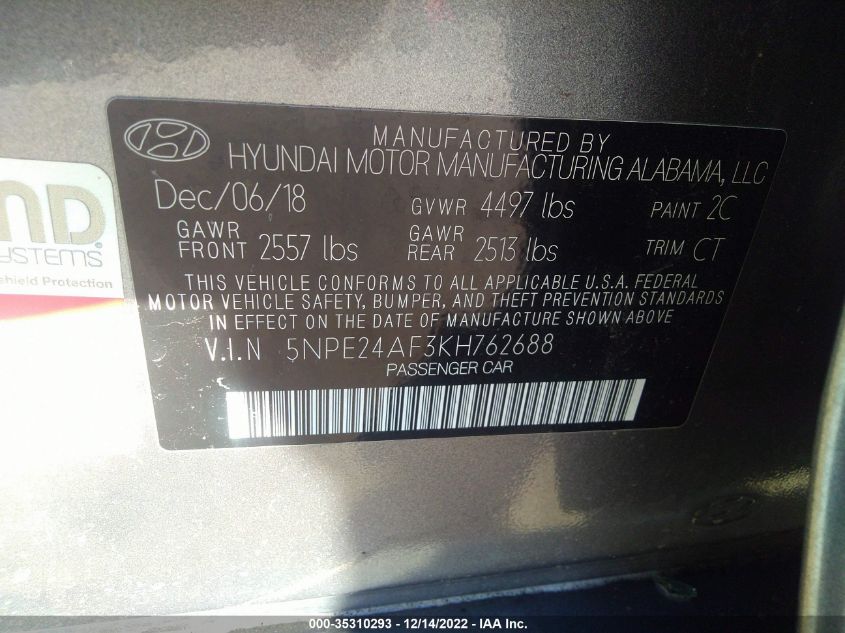 MANUFACTURED BY
HYUNDAI MOTOR MANUFACTURING ALABAMA, LLC
Dec/06/18 GVWR 4497 lbs PAINT 2C
GAWR FRONT 2557 lbs GAWR REAR 2513 lbs TRIM CT
THIS VEHICLE CONFORMS TO ALL APPLICABLE U.S.A. FEDERAL
MOTOR VEHICLE SAFETY, BUMPER, AND THEFT PREVENTION STANDARDS
IN EFFECT ON THE DATE OF MANUFACTURE SHOWN ABOVE
V.I.N 5NPE24AF3KH762688
PASSENGER CAR
ND
SYSTEMS
Protection
000-35310293 - 12/14/2022 - IAA Inc.